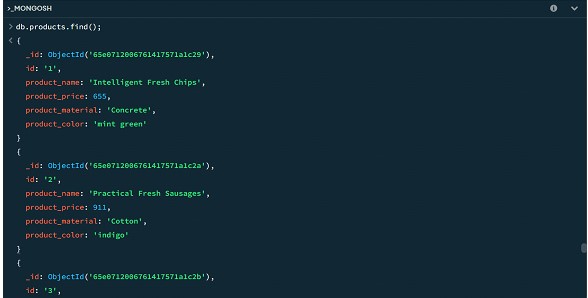 >_MONGOSH
> db.products.find();
< {
_id: ObjectId('65e0712006761417571a1c29'),
id: '1',
product_name: 'Intelligent Fresh Chips',
product_price: 655,
product_material: 'Concrete',
product_color: 'mint green'
}
{
_id: ObjectId('65e0712006761417571a1c2a'),
id: '2',
product_name: 'Practical Fresh Sausages',
product_price: 911,
product_material: 'Cotton',
product_color: 'indigo'
}
{
_id: ObjectId('65e0712006761417571a1c2b'),
id: '3',